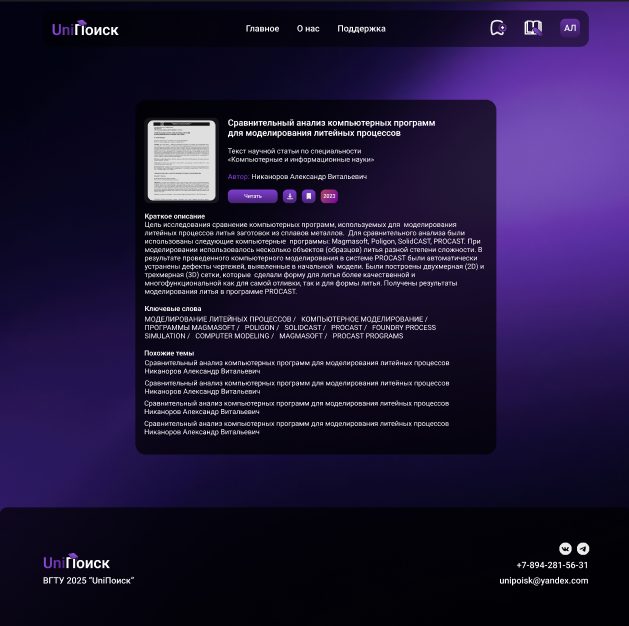 UniПоиск
Главное О нас Поддержка АЛ
Сравнительный анализ компьютерных программ
для моделирования литейных процессов
Текст научной статьи по специальности
«Компьютерные и информационные науки»
Автор: Никаноров Александр Витальевич
Читать 2023
Краткое описание
Цель исследования сравнение компьютерных программ, используемых для моделирования
литейных процессов литья заготовок из сплавов металлов. Для сравнительного анализа были
использованы следующие компьютерные программы: Magmasoft, Poligon, SolidCAST, PROCAST. При
моделировании использовалось несколько объектов (образцов) литья разной степени сложности. В
результате проведенного компьютерного моделирования в системе PROCAST были автоматически
устранены дефекты чертежей, выявленные в начальной модели. Были построены двухмерная (2D) и
трехмерная (3D) сетки, которые сделали форму для литья более качественной и
многофункциональной как для самой отливки, так и для формы литья. Получены результаты
моделирования литья в программе PROCAST.
Ключевые слова
МОДЕЛИРОВАНИЕ ЛИТЕЙНЫХ ПРОЦЕССОВ / КОМПЬЮТЕРНОЕ МОДЕЛИРОВАНИЕ /
ПРОГРАММЫ MAGMASOFT / POLIGON / SOLIDCAST / PROCAST / FOUNDRY PROCESS
SIMULATION / COMPUTER MODELING / MAGMASOFT / PROCAST PROGRAMS
Похожие темы
Сравнительный анализ компьютерных программ для моделирования литейных процессов
Никаноров Александр Витальевич
Сравнительный анализ компьютерных программ для моделирования литейных процессов
Никаноров Александр Витальевич
Сравнительный анализ компьютерных программ для моделирования литейных процессов
Никаноров Александр Витальевич
Сравнительный анализ компьютерных программ для моделирования литейных процессов
Никаноров Александр Витальевич
UniПоиск
ВГТУ 2025 "UniПоиск"
+7-894-281-56-31
unipoisk@yandex.com